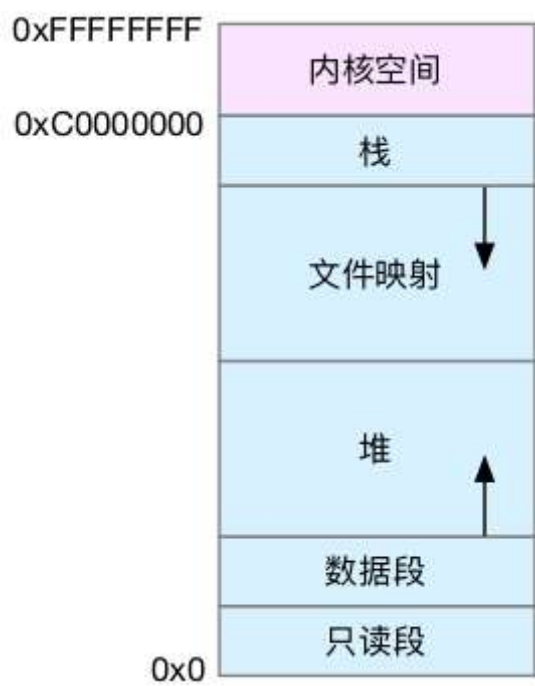 0xFFFFFFFF
内核空间
0xC0000000
栈
文件映射
堆
数据段
只读段
0x0